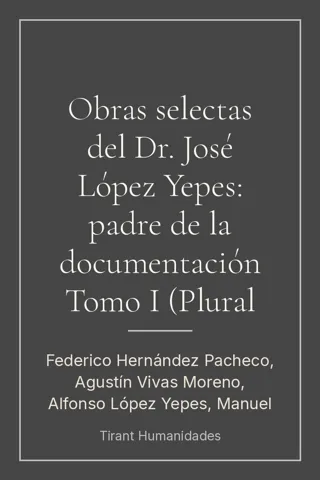 Obras selectas
del Dr. José
López Yepes:
padre de la
documentación
Tomo I (Plural
Federico Hernández Pacheco,
Agustín Vivas Moreno,
Alfonso López Yepes, Manuel
Tirant Humanidades